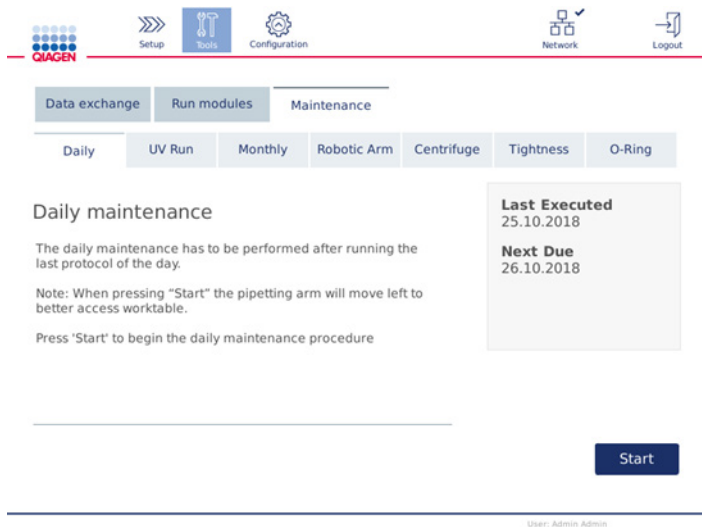 QIAGEN
Setup
Tools
Configuration
Network
Logout
Data exchange
Run modules
Maintenance
Daily
UV Run
Monthly
Robotic Arm
Centrifuge
Tightness
O-Ring
Daily maintenance
The daily maintenance has to be performed after running the
last protocol of the day.
Note: When pressing “Start” the pipetting arm will move left to
better access worktable.
Press 'Start' to begin the daily maintenance procedure
Last Executed
25.10.2018
Next Due
26.10.2018
Start
User: Admin Admin